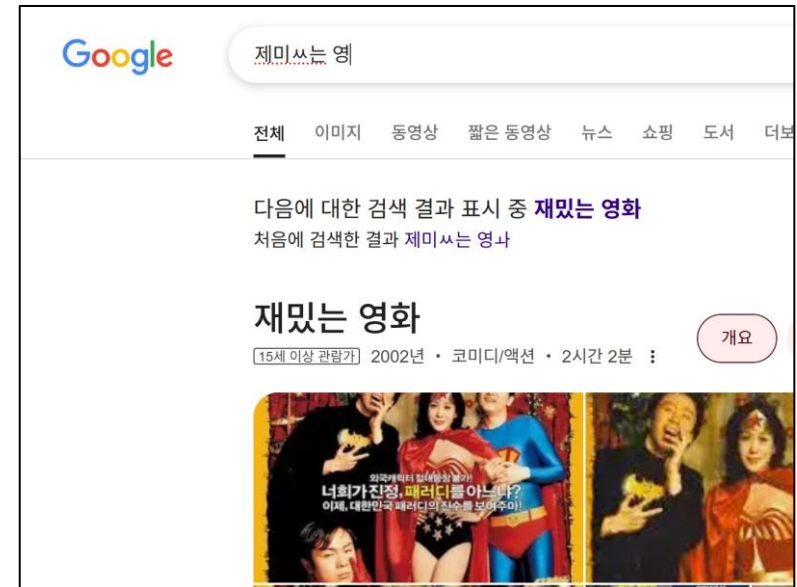 Google
제미ㅆ는 영
전체 이미지 동영상 짧은 동영상 뉴스 쇼핑 도서 더보
다음에 대한 검색 결과 표시 중 재밌는 영화
처음에 검색한 결과 제미ㅆ는 영ㅘ
재밌는 영화
개요
15세 이상 관람가 2002년 • 코미디/액션 • 2시간 2분
너희가 진정, 패러디를 아느냐?
이제, 대한민국 패러디의 진수를 보여주마!